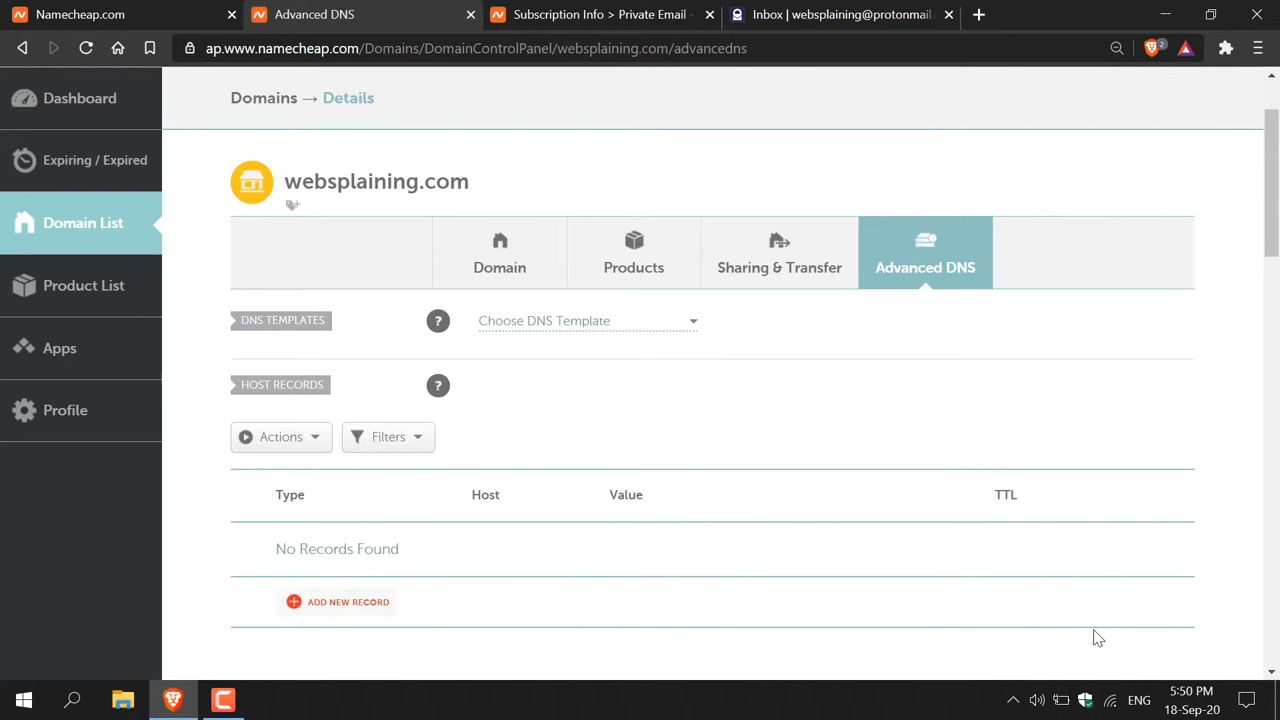 Namecheap.com
Advanced DNS
Subscription Info > Private Email -
Inbox | websplaining@protonmail.
ap.www.namecheap.com/Domains/DomainControlPanel/websplaining.com/advancedns
2
Dashboard
Expiring / Expired
Domain List
Product List
Apps
Profile
Domains → Details
websplaining.com
Domain
Products
Sharing & Transfer
Advanced DNS
DNS TEMPLATES
?
Choose DNS Template
HOST RECORDS
?
Actions
Filters
Type Host Value TTL
No Records Found
ADD NEW RECORD
ENG
5:50 PM
18-Sep-20